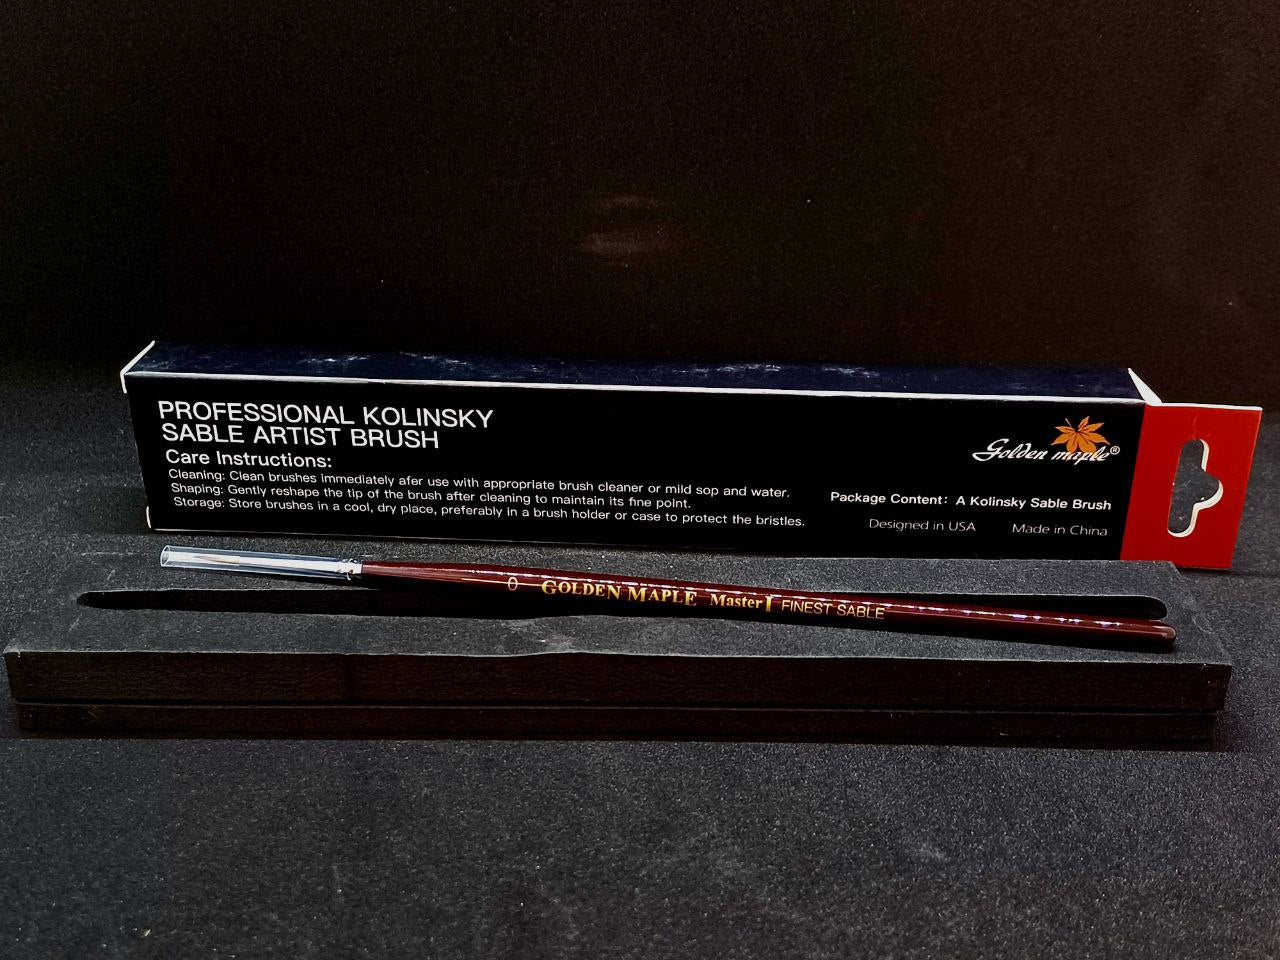 PROFESSIONAL KOLINSKY
SABLE ARTIST BRUSH
Care Instructions:
Cleaning: Clean brushes immediately afer use with appropriate brush cleaner or mild sop and water.
Shaping: Gently reshape the tip of the brush after cleaning to maintain its fine point.
Storage: Store brushes in a cool, dry place, preferably in a brush holder or case to protect the bristles.
Golden maple®
Package Content: A Kolinsky Sable Brush
Designed in USA Made in China
0 GOLDEN MAPLE Master I FINEST SABLE